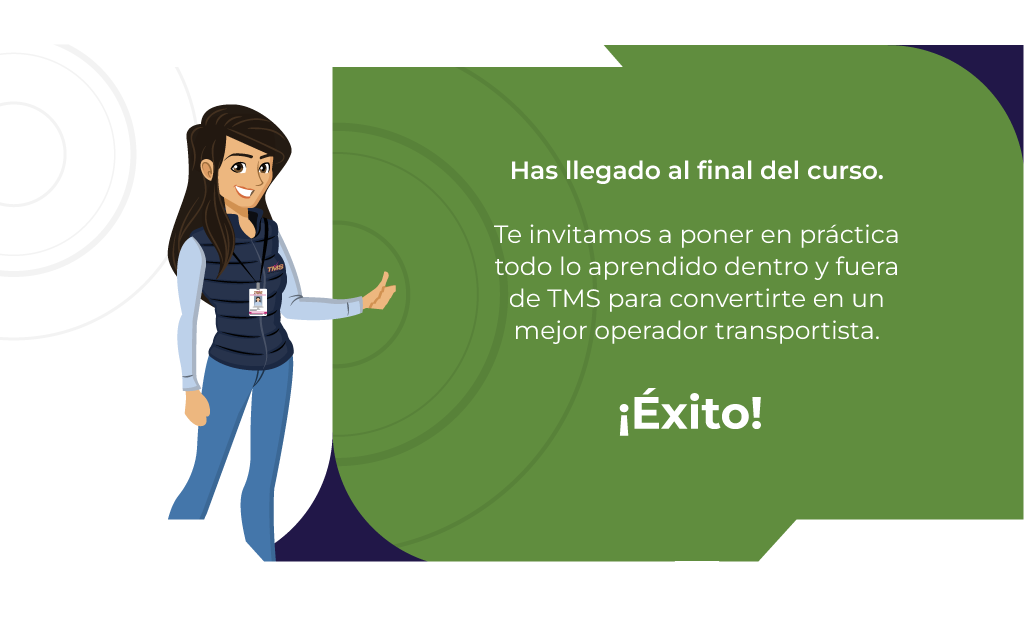 Has llegado al final del curso.
Te invitamos a poner en práctica
todo lo aprendido dentro y fuera
de TMS para convertirte en un
mejor operador transportista.
¡Éxito!
TMS